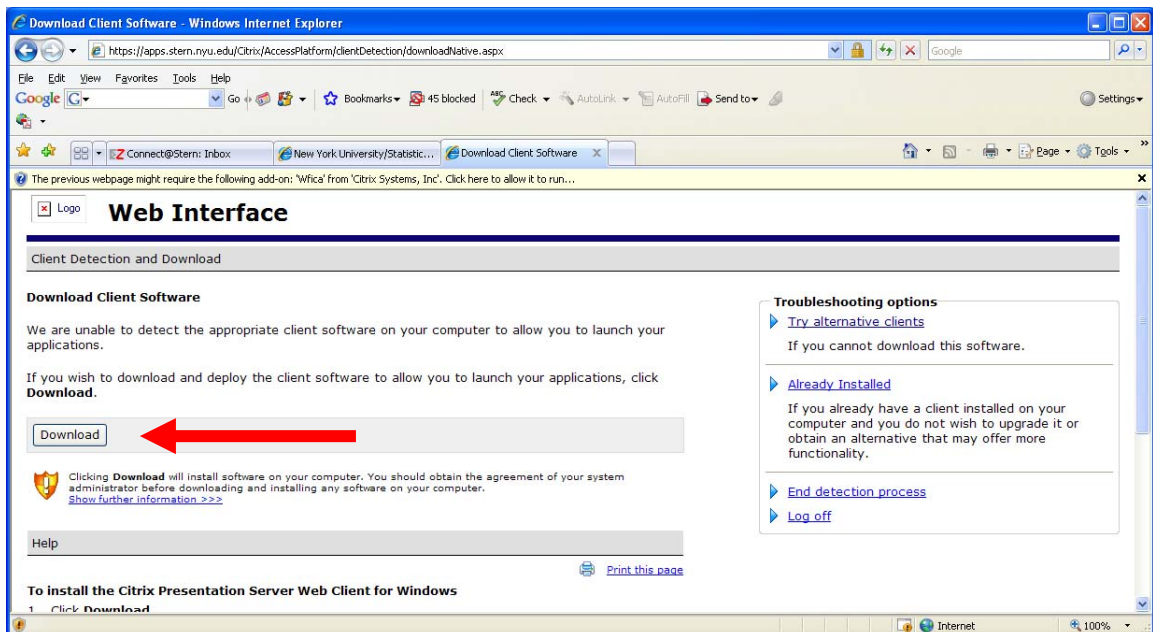 Download Client Software - Windows Internet Explorer
https://apps.stern.nyu.edu/Citrix/AccessPlatform/clientDetection/downloadNative.aspx
Google
File Edit View Favorites Tools Help
Google G Go Bookmarks 45 blocked ABC Check AutoLink AutoFill Send to Settings
Z Connect@Stern: Inbox New York University/Statistic... Download Client Software X Page Tools »
The previous webpage might require the following add-on: 'Wfica' from 'Citrix Systems, Inc'. Click here to allow it to run...
Logo
Web Interface
Client Detection and Download
Download Client Software
We are unable to detect the appropriate client software on your computer to allow you to launch your
applications.
If you wish to download and deploy the client software to allow you to launch your applications, click
Download.
Download
Clicking Download will install software on your computer. You should obtain the agreement of your system
administrator before downloading and installing any software on your computer.
Show further information >>>
Help
Print this page
To install the Citrix Presentation Server Web Client for Windows
1. Click Download
Troubleshooting options
Try alternative clients
If you cannot download this software.
Already Installed
If you already have a client installed on your
computer and you do not wish to upgrade it or
obtain an alternative that may offer more
functionality.
End detection process
Log off
Internet 100%